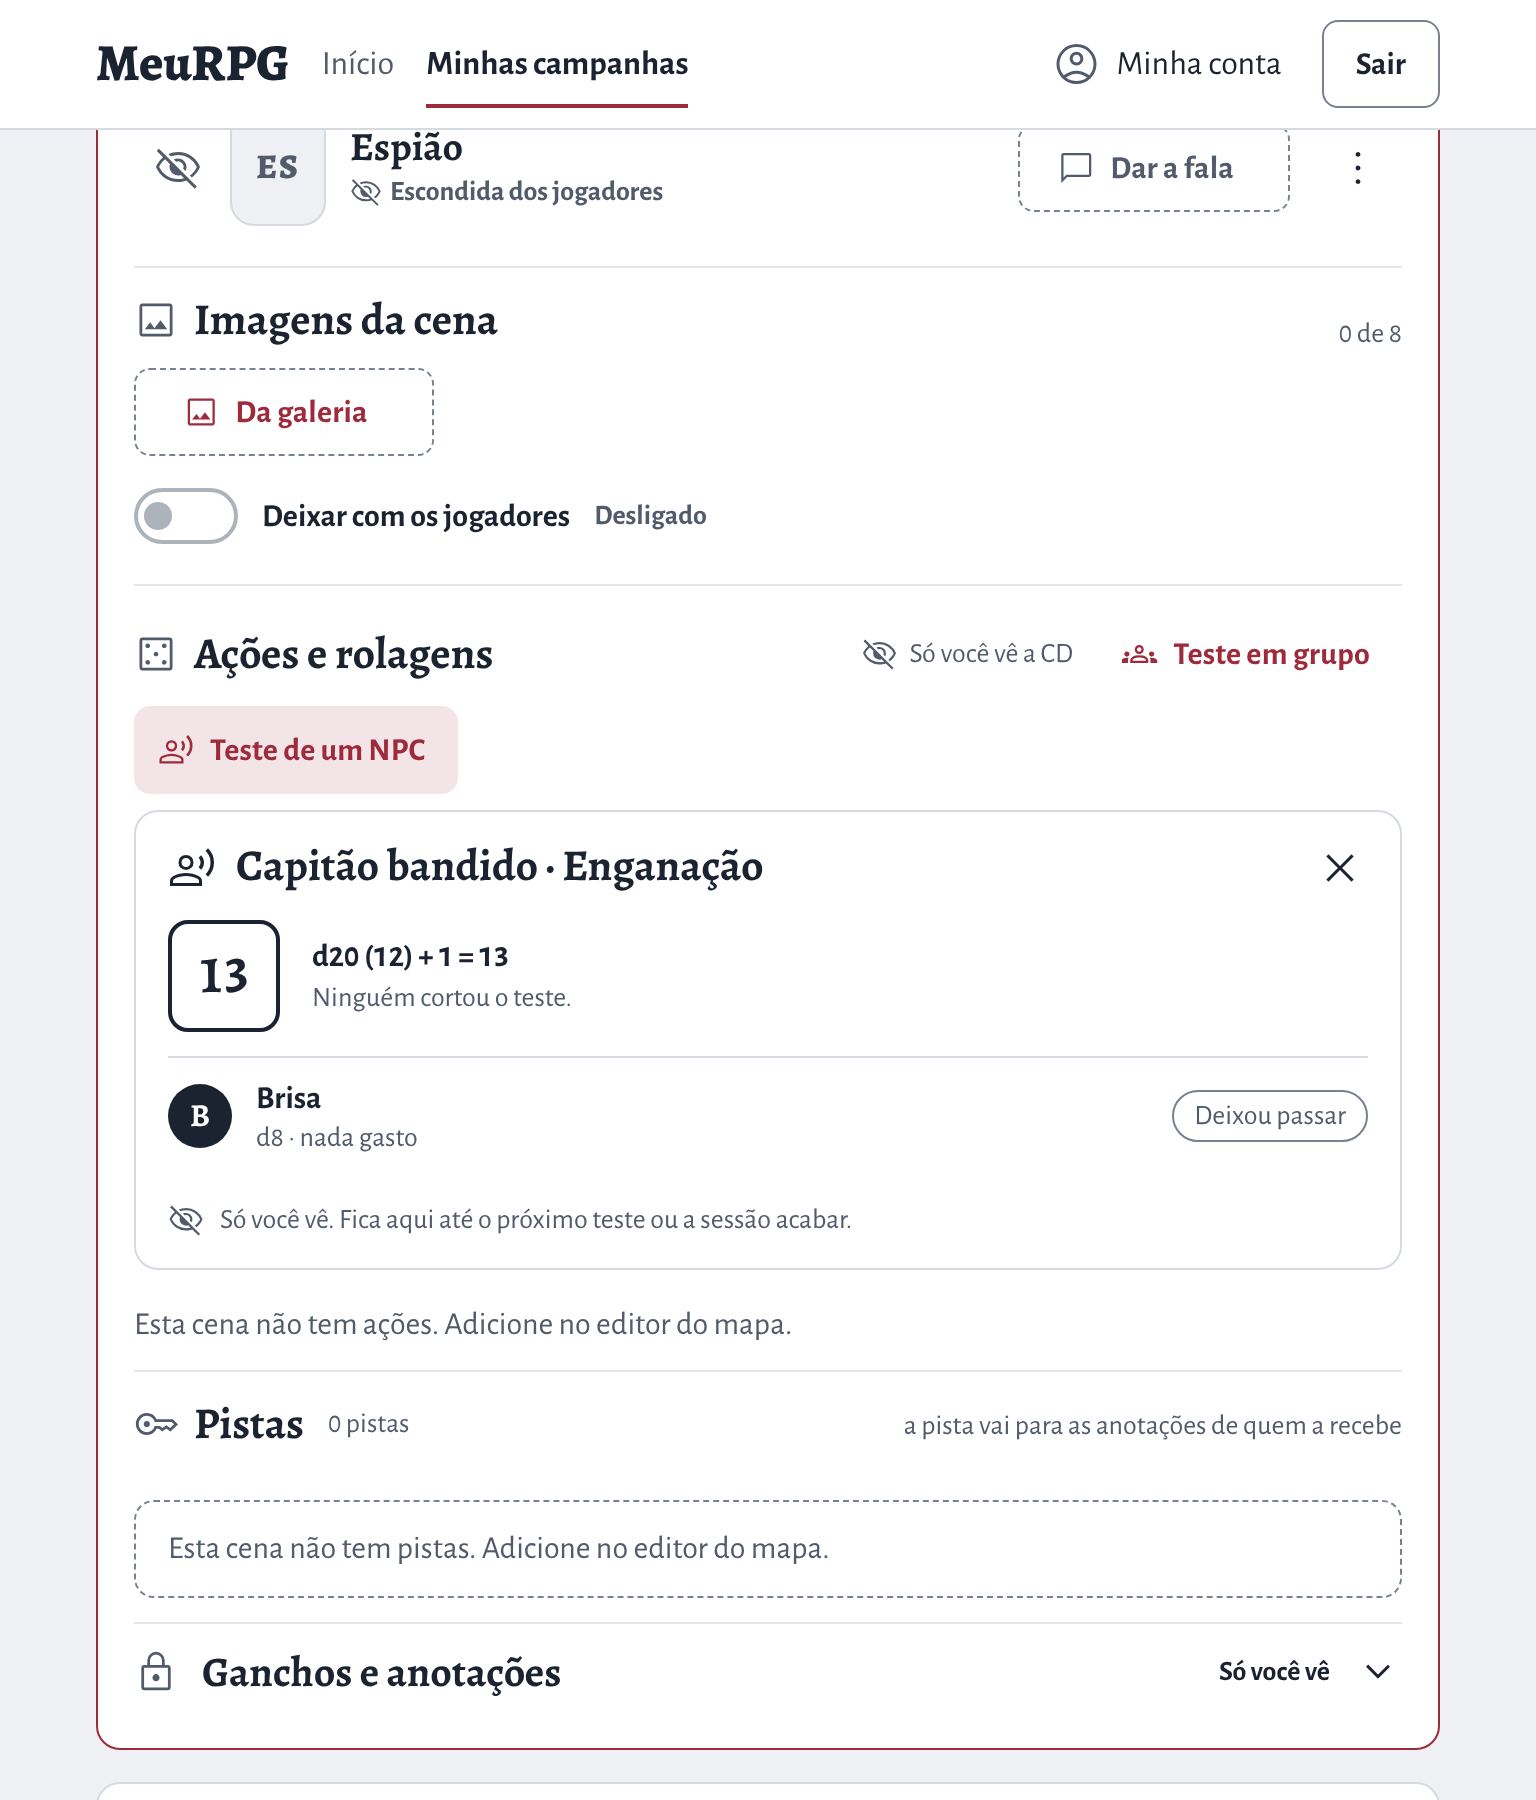 MeuRPG Início Minhas campanhas Minha conta Sair
ES Espião Dar a fala
Escondida dos jogadores
Imagens da cena 0 de 8
Da galeria
Deixar com os jogadores Desligado
Ações e rolagens Só você vê a CD Teste em grupo
Teste de um NPC
Capitão bandido · Enganação
13 d20 (12) + 1 = 13
Ninguém cortou o teste.
B Brisa Deixou passar
d8 · nada gasto
Só você vê. Fica aqui até o próximo teste ou a sessão acabar.
Esta cena não tem ações. Adicione no editor do mapa.
Pistas 0 pistas a pista vai para as anotações de quem a recebe
Esta cena não tem pistas. Adicione no editor do mapa.
Ganchos e anotações Só você vê